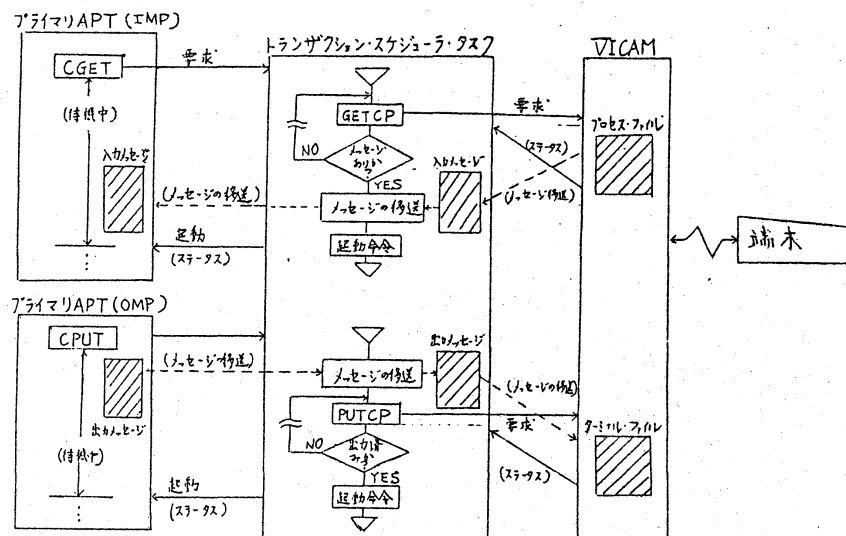 プライマリAPT(IMP)
トランザクション・スケジューラ・タスク
VICAM
CGET
要求
(待機中)
GETCP
要求
プロセス・ファイル
メッセージ
ありか?
NO
YES
入力メッセージ
(ステータス)
入力メッセージ
(メッセージの移送)
メッセージの移送
(メッセージの移送)
起動
(ステータス)
起動命令
端末
プライマリAPT(OMP)
CPUT
出力メッセージ
(メッセージの移送)
メッセージの移送
(メッセージの移送)
出力メッセージ
PUTCP
要求
ターミナル・ファイル
(待機中)
NO
出力済
みか
YES
(ステータス)
起動
(ステータス)
起動命令